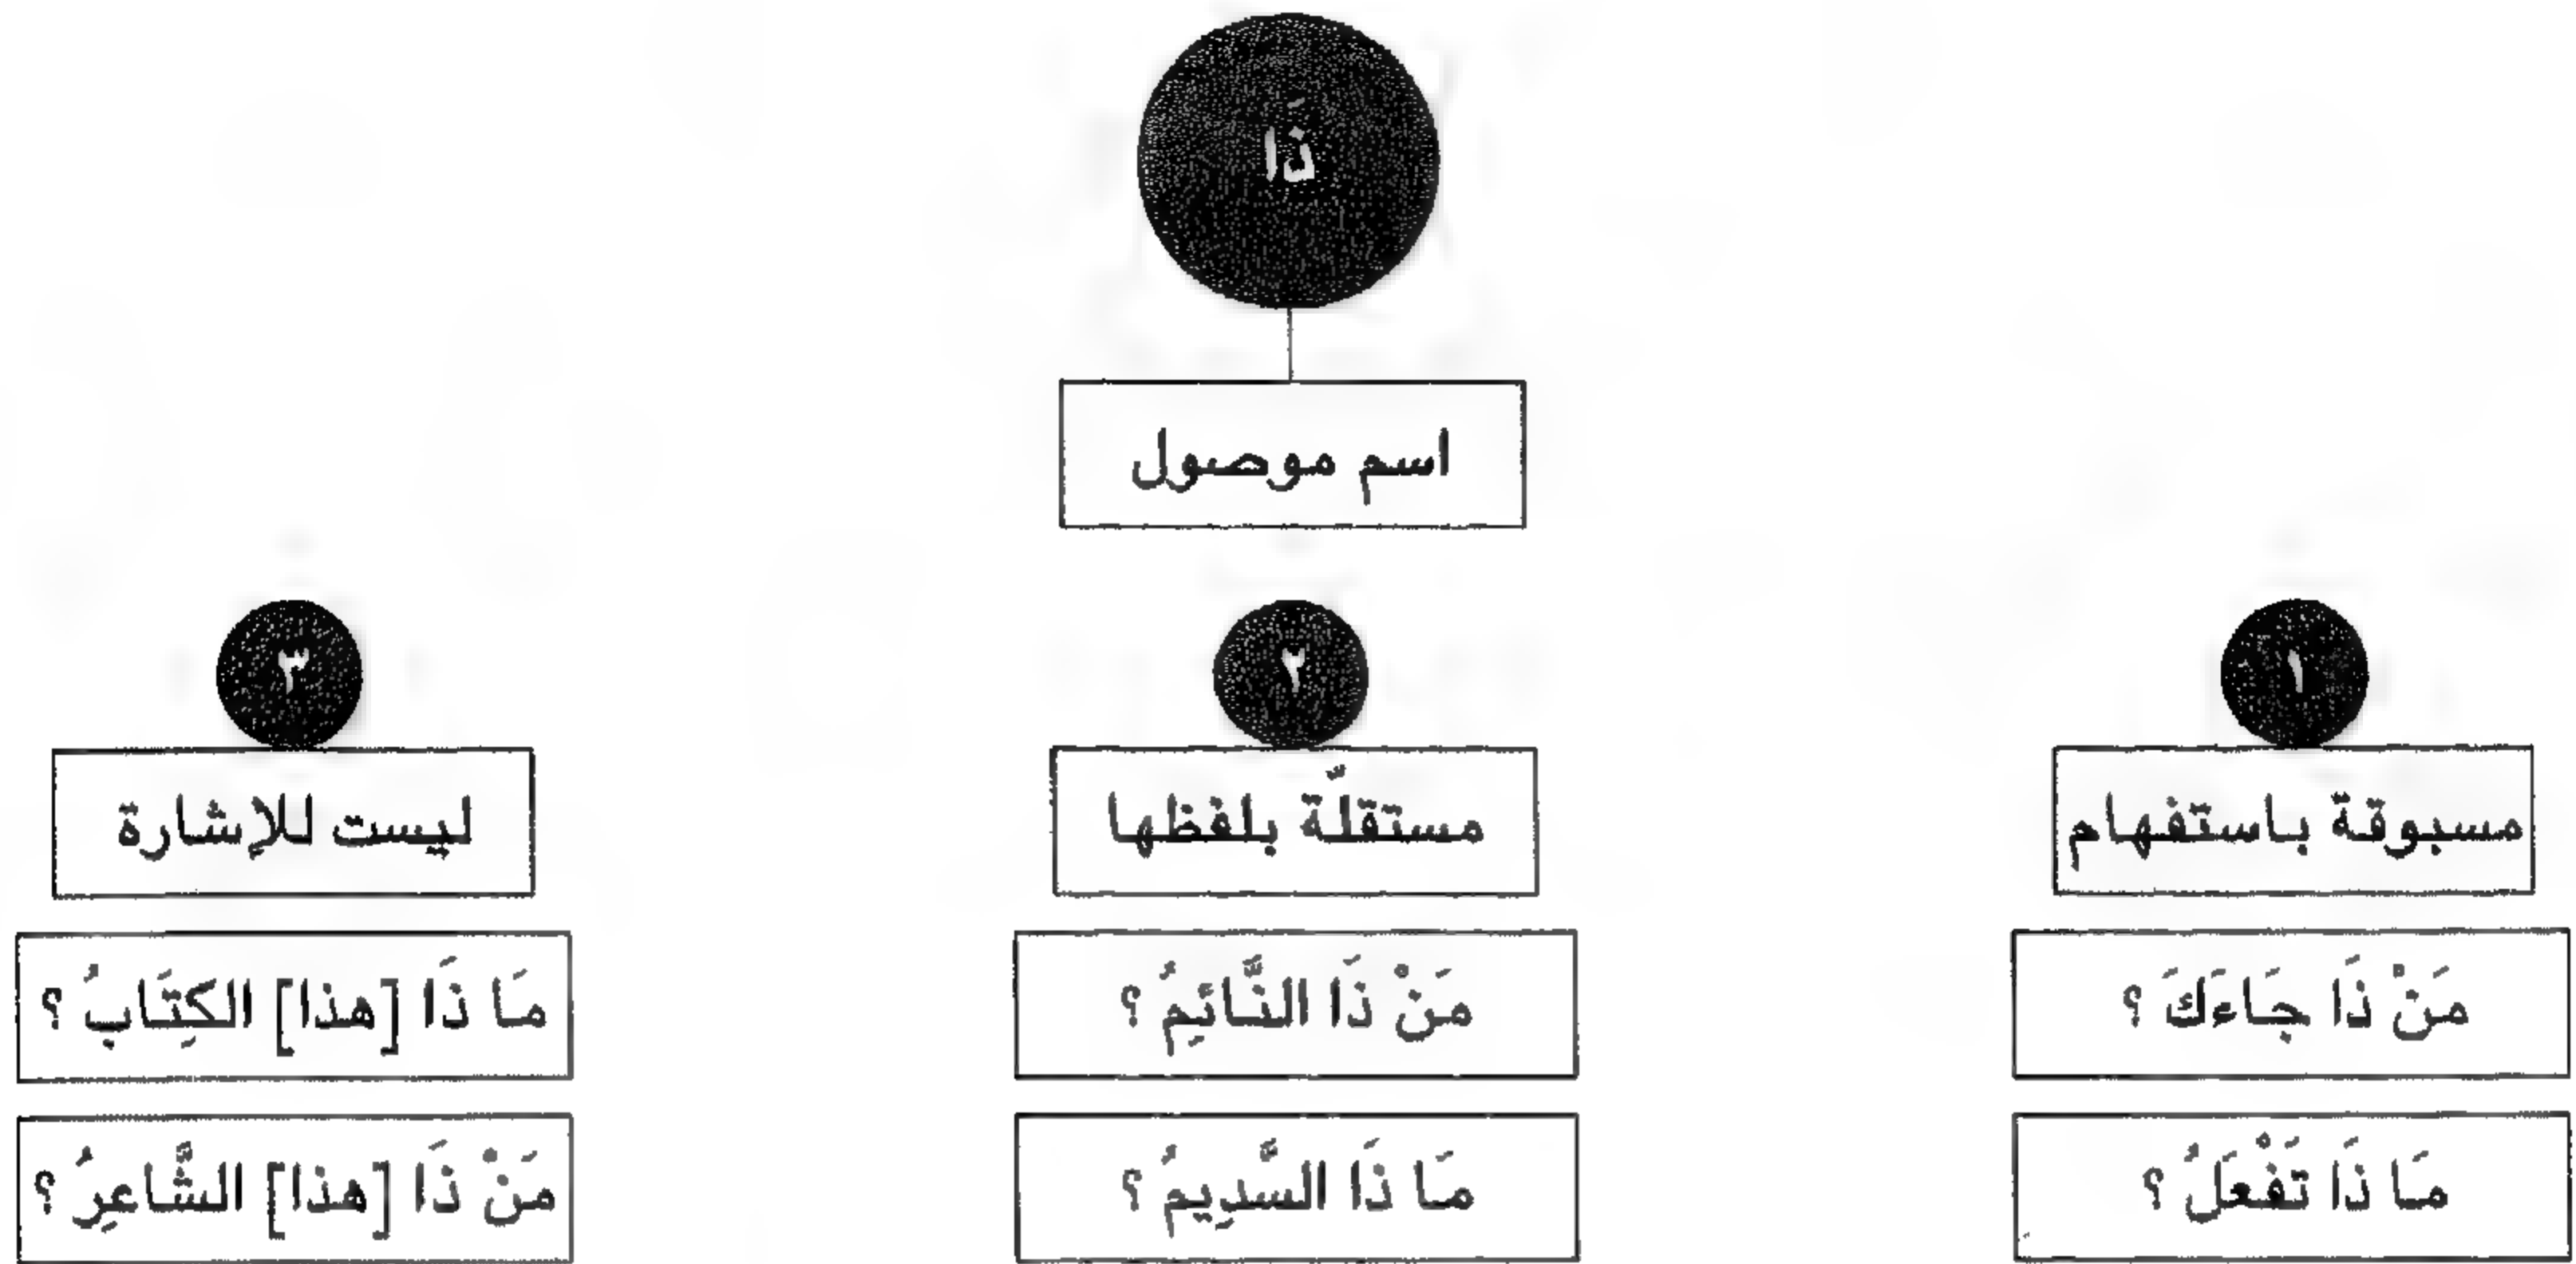 ذَا
اسم موصول
١
مسبوقة باستفهام
مَنْ ذَا جَاءَكَ ؟
مَا ذَا تَفْعَلُ ؟
٢
مستقلّة بلفظها
مَنْ ذَا النَّائِمُ ؟
مَا ذَا السَّدِيمُ ؟
٣
ليست للإشارة
مَا ذَا [هذا] الكِتَابُ ؟
مَنْ ذَا [هذا] الشَّاعِرُ ؟